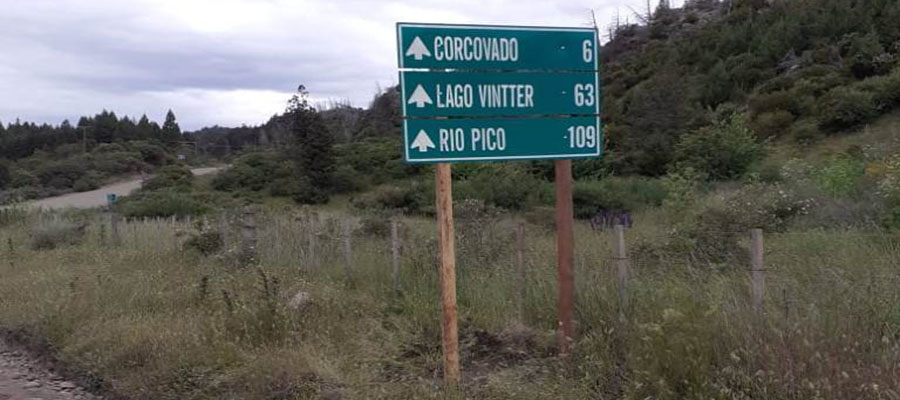 CORCOVADO 6
LAGO VINTTER 63
RIO PICO 109